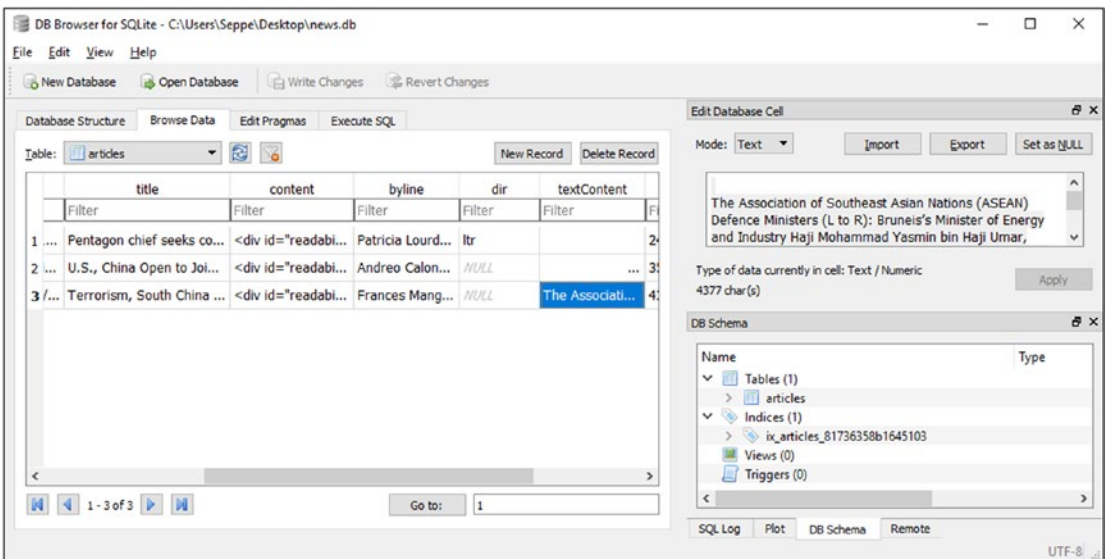 DB Browser for SQLite - C:\Users\Seppe\Desktop\news.db
File Edit View Help
New Database Open Database Write Changes Revert Changes
Database Structure Browse Data Edit Pragmas Execute SQL
Table: articles New Record Delete Record
title content byline dir textContent
Filter Filter Filter Filter Filter Fi
1 ... Pentagon chief seeks co... <div id="readabi... Patricia Lourd... ltr 24
2 ... U.S., China Open to Joi... <div id="readabi... Andreo Calon... NULL ... 35
3 /... Terrorism, South China ... <div id="readabi... Frances Mang... NULL The Associati... 43
1 - 3 of 3 Go to: 1
Edit Database Cell
Mode: Text Import Export Set as NULL
The Association of Southeast Asian Nations (ASEAN)
Defence Ministers (L to R): Bruneis's Minister of Energy
and Industry Haji Mohammad Yasmin bin Haji Umar,
Type of data currently in cell: Text / Numeric
4377 char(s)
Apply
DB Schema
Name Type
Tables (1)
articles
Indices (1)
ix_articles_81736358b1645103
Views (0)
Triggers (0)
SQL Log Plot DB Schema Remote
UTF-8